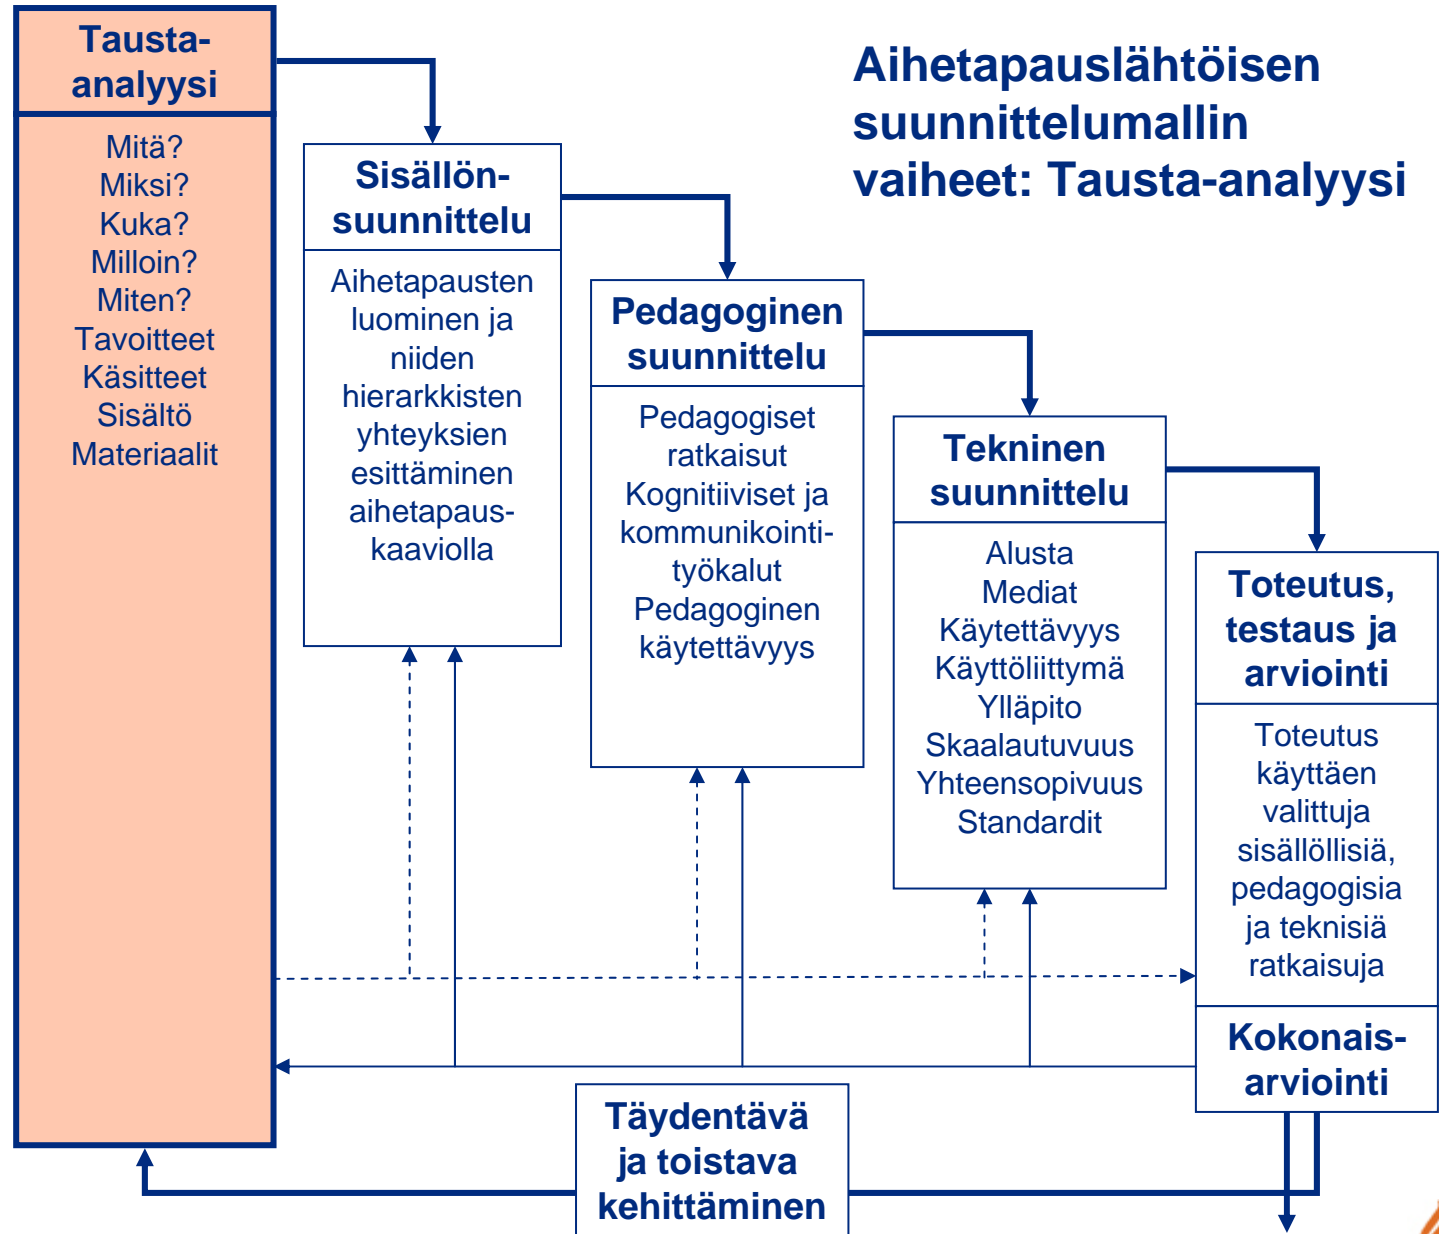 Tausta-
analyysi
Mitä?
Miksi?
Kuka?
Milloin?
Miten?
Tavoitteet
Käsitteet
Sisältö
Materiaalit
Aihetapauslähtöisen
suunnittelumallin
vaiheet: Tausta-analyysi
Sisällön-
suunnittelu
Aihetapausten
luominen ja
niiden
hierarkkisten
yhteyksien
esittäminen
aihetapaus-
kaaviolla
Pedagoginen
suunnittelu
Pedagogiset
ratkaisut
Kognitiiviset ja
kommunikointi-
työkalut
Pedagoginen
käytettävyys
Tekninen
suunnittelu
Alusta
Mediat
Käytettävyys
Käyttöliittymä
Ylläpito
Skaalautuvuus
Yhteensopivuus
Standardit
Toteutus,
testaus ja
arviointi
Toteutus
käyttäen
valittuja
sisällöllisiä,
pedagogisia
ja teknisiä
ratkaisuja
Kokonais-
arviointi
Täydentävä
ja toistava
kehittäminen